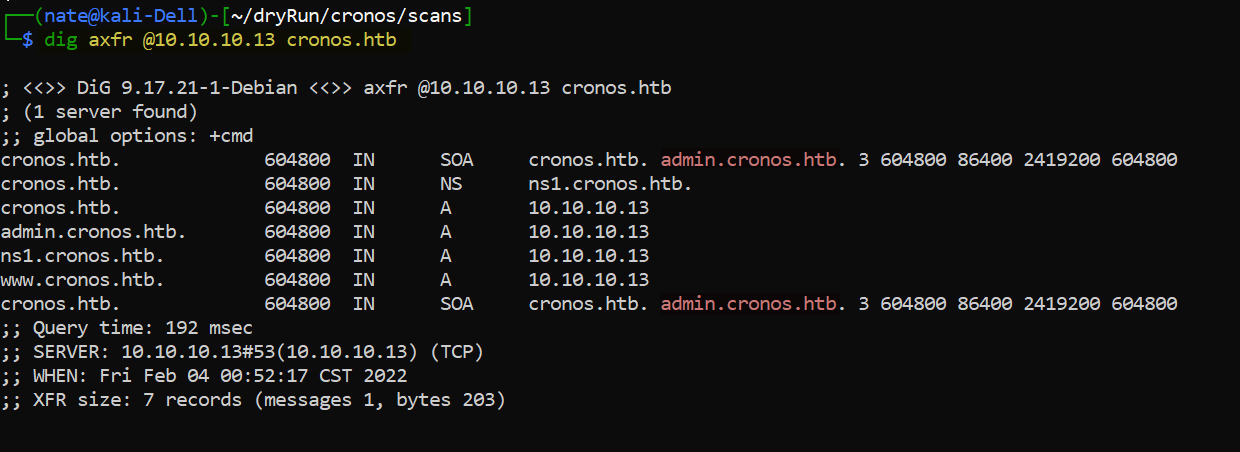 ┌──(nate@kali-Dell)-[~/dryRun/cronos/scans]
└─$ dig axfr @10.10.10.13 cronos.htb
; <<>> DiG 9.17.21-1-Debian <<>> axfr @10.10.10.13 cronos.htb
; (1 server found)
;; global options: +cmd
cronos.htb. 604800 IN SOA cronos.htb. admin.cronos.htb. 3 604800 86400 2419200 604800
cronos.htb. 604800 IN NS ns1.cronos.htb.
cronos.htb. 604800 IN A 10.10.10.13
admin.cronos.htb. 604800 IN A 10.10.10.13
ns1.cronos.htb. 604800 IN A 10.10.10.13
www.cronos.htb. 604800 IN A 10.10.10.13
cronos.htb. 604800 IN SOA cronos.htb. admin.cronos.htb. 3 604800 86400 2419200 604800
;; Query time: 192 msec
;; SERVER: 10.10.10.13#53(10.10.10.13) (TCP)
;; WHEN: Fri Feb 04 00:52:17 CST 2022
;; XFR size: 7 records (messages 1, bytes 203)